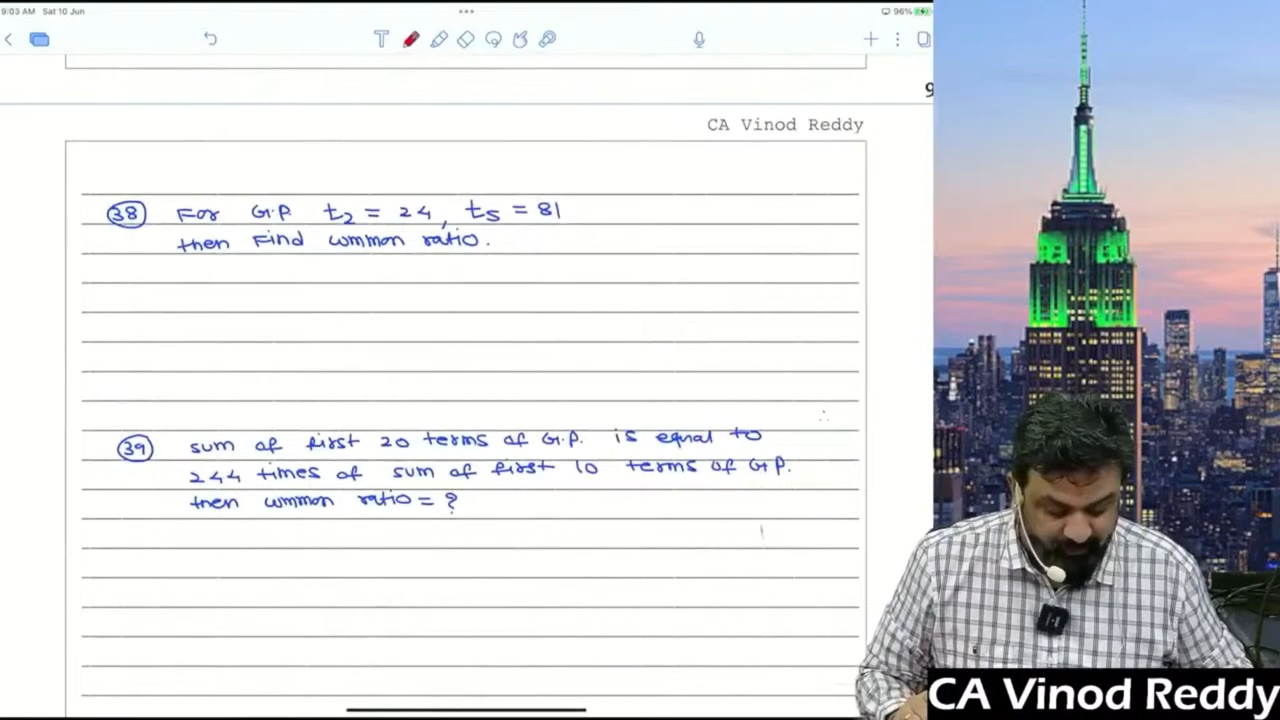 9:03 AM Sat 10 Jun
96%
T
9
CA Vinod Reddy
38 For G.P. t₂ = 24, t₅ = 81
then Find common ratio.
39 sum of first 20 terms of G.P. is equal to
244 times of sum of first 10 terms of G.P.
then common ratio = ?
CA Vinod Reddy